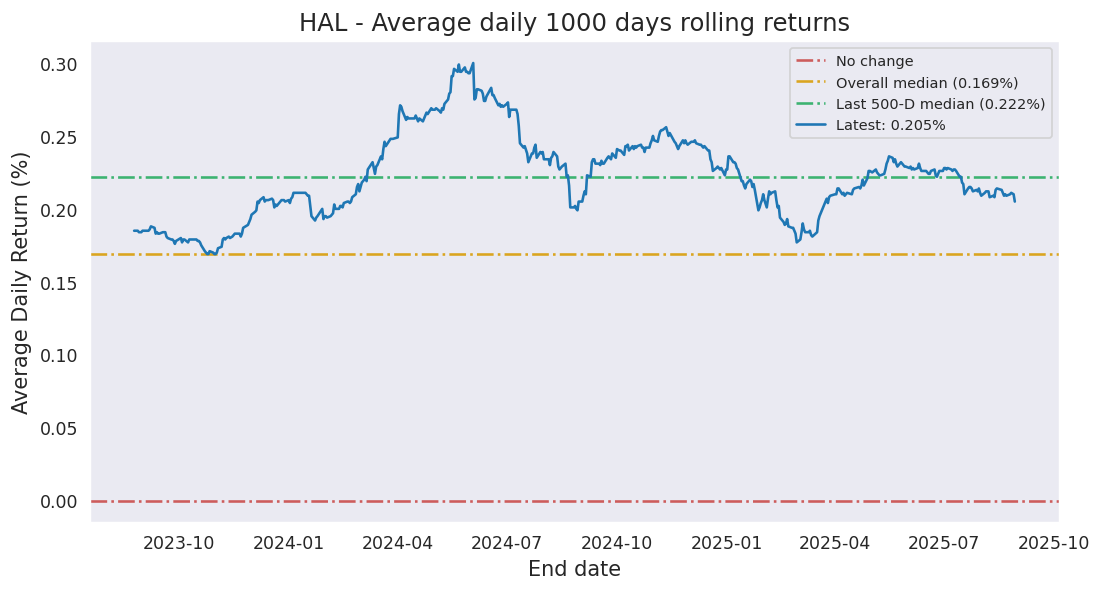 HAL - Average daily 1000 days rolling returns
No change
Overall median (0.169%)
Last 500-D median (0.222%)
Latest: 0.205%
Average Daily Return (%)
0.30
0.25
0.20
0.15
0.10
0.05
0.00
2023-10 2024-01 2024-04 2024-07 2024-10 2025-01 2025-04 2025-07 2025-10
End date